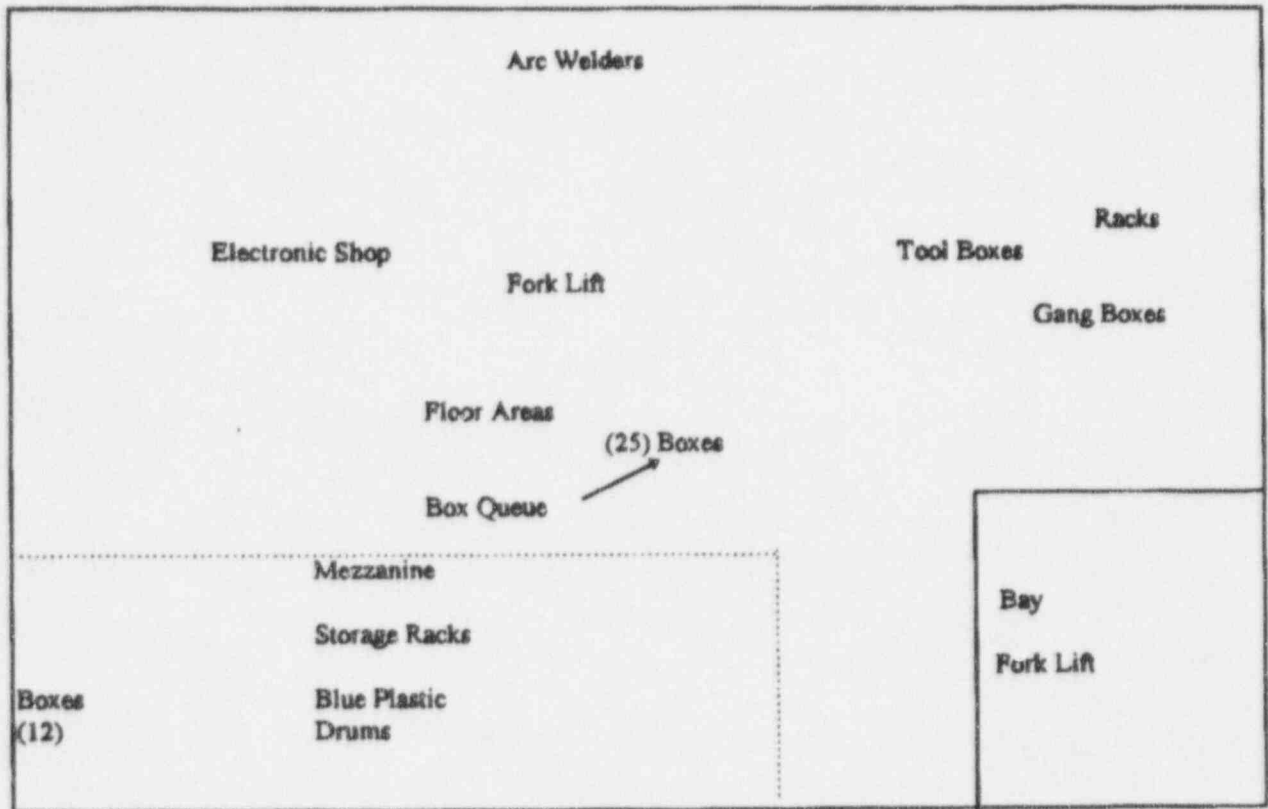 Arc Welders
Racks
Electronic Shop
Tool Boxes
Fork Lift
Gang Boxes
Floor Areas
(25) Boxes
Box Queue
Mezzanine
Bay
Storage Racks
Fork Lift
Boxes
(12)
Blue Plastic
Drums